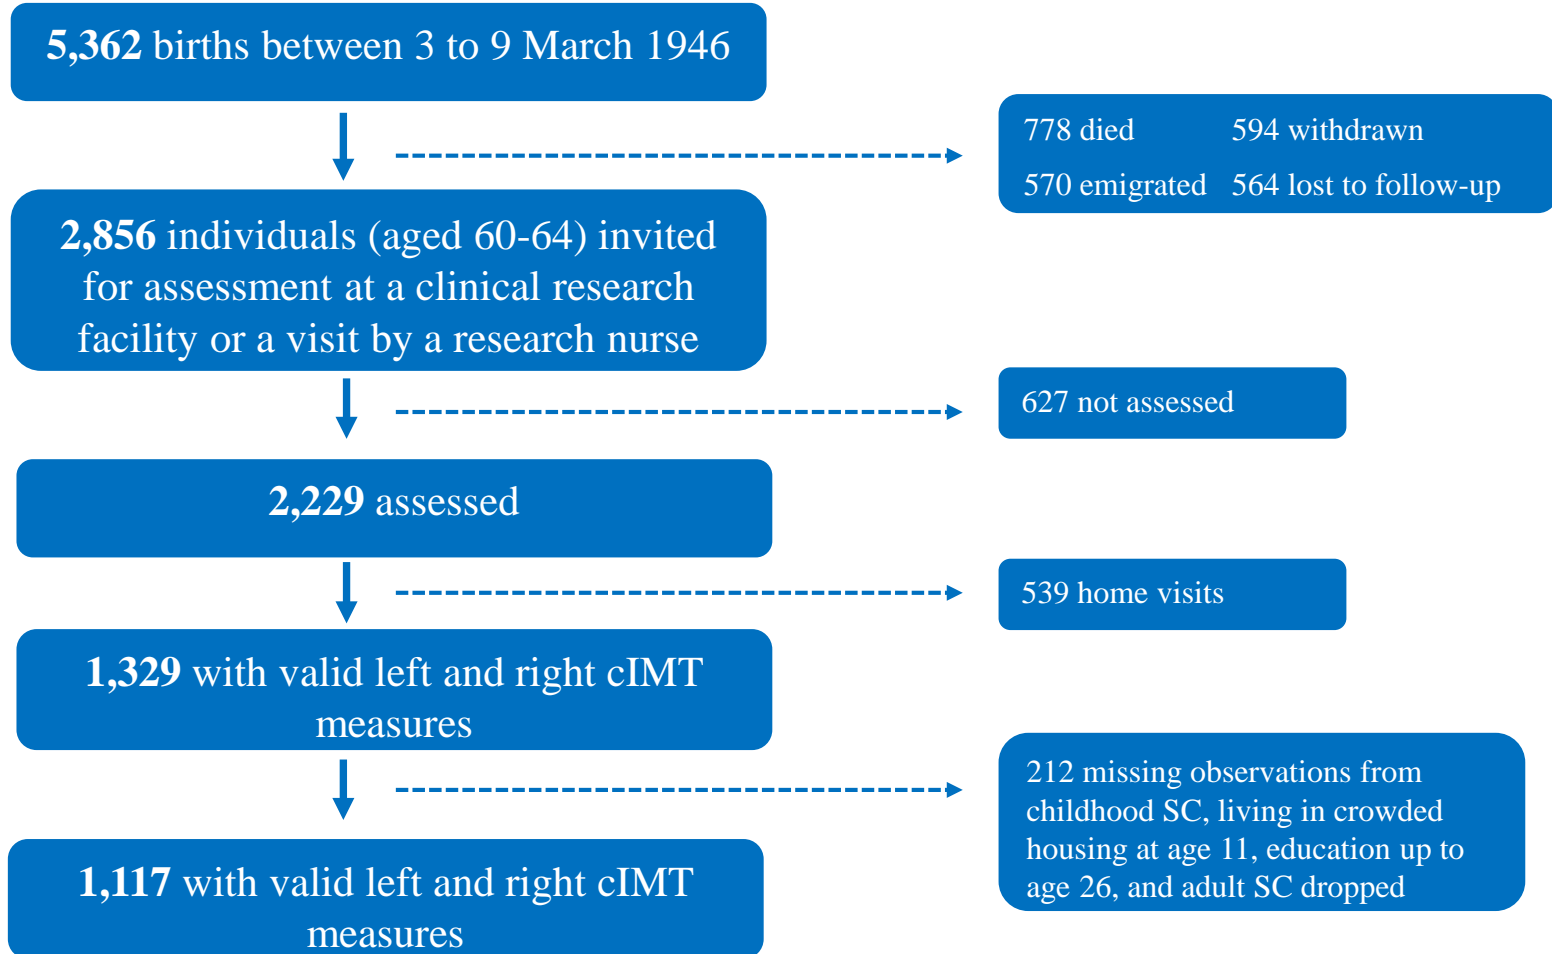 5,362 births between 3 to 9 March 1946
778 died 594 withdrawn
570 emigrated 564 lost to follow-up
2,856 individuals (aged 60-64) invited
for assessment at a clinical research
facility or a visit by a research nurse
627 not assessed
2,229 assessed
539 home visits
1,329 with valid left and right cIMT
measures
212 missing observations from
childhood SC, living in crowded
housing at age 11, education up to
age 26, and adult SC dropped
1,117 with valid left and right cIMT
measures